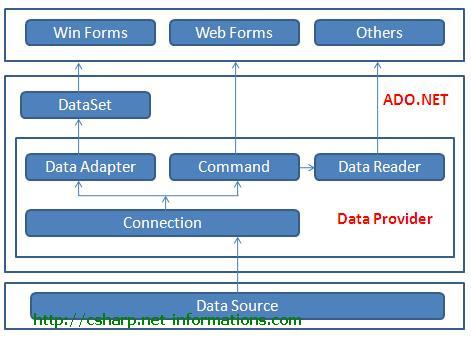 Win Forms
Web Forms
Others
DataSet
ADO.NET
Data Adapter
Command
Data Reader
Connection
Data Provider
Data Source
http://csharp.net-informations.com